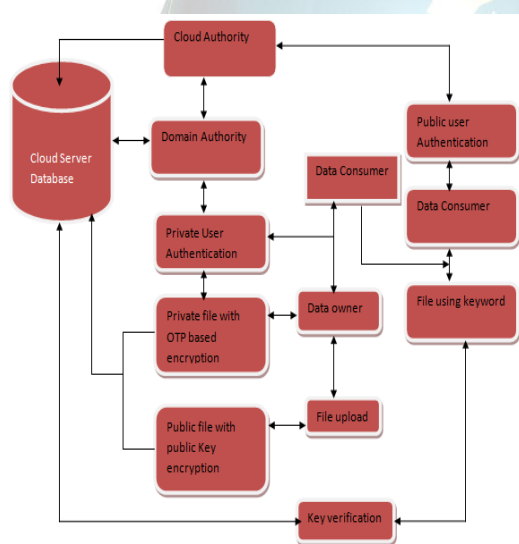 Cloud Authority
Cloud Server
Database
Domain Authority
Public user
Authentication
Data Consumer
Data Consumer
Private User
Authentication
Private file with
OTP based
encryption
Data owner
File using keyword
Public file with
public Key
encryption
File upload
Key verification